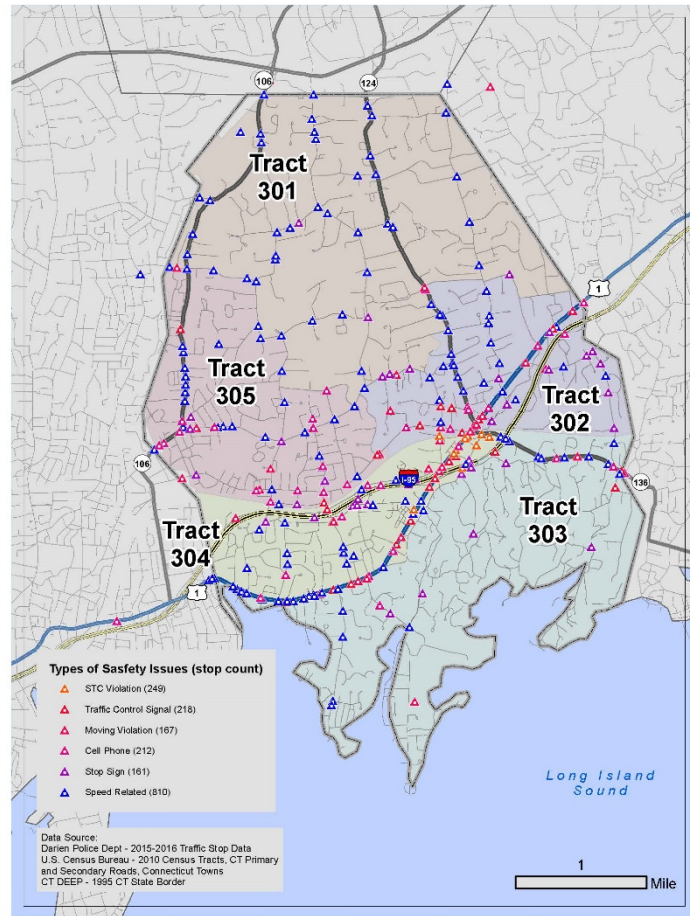 106
124
Tract
301
1
Tract
305
Tract
302
106
I-95
136
Tract
303
Tract
304
1
Types of Sasfety Issues (stop count)
STC Violation (249)
Traffic Control Signal (218)
Moving Violation (167)
Cell Phone (212)
Stop Sign (161)
Speed Related (810)
Long Island
Sound
Data Source:
Darien Police Dept - 2015-2016 Traffic Stop Data
U.S. Census Bureau - 2010 Census Tracts, CT Primary
and Secondary Roads, Connecticut Towns
CT DEEP - 1995 CT State Border
1
Mile